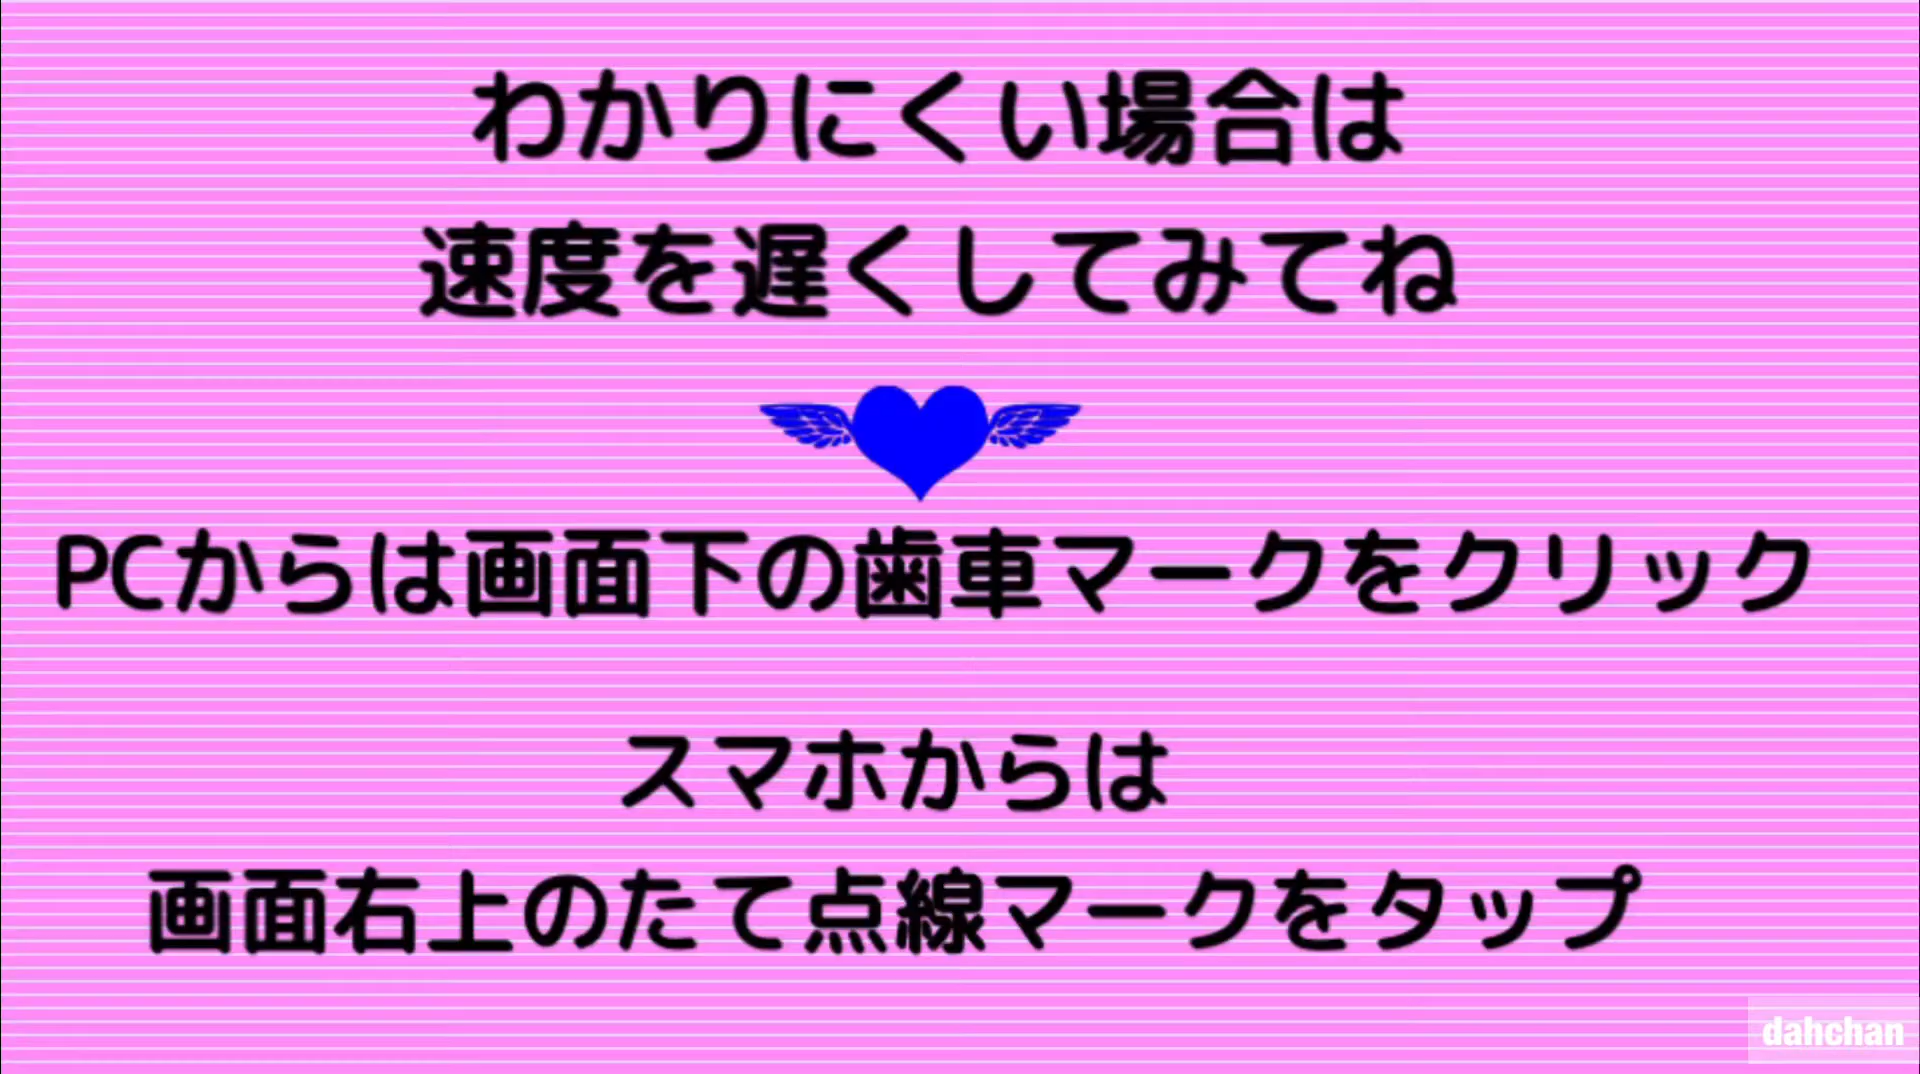 わかりにくい場合は
速度を遅くしてみてね
PCからは画面下の歯車マークをクリック
スマホからは
画面右上のたて点線マークをタップ
dahchan